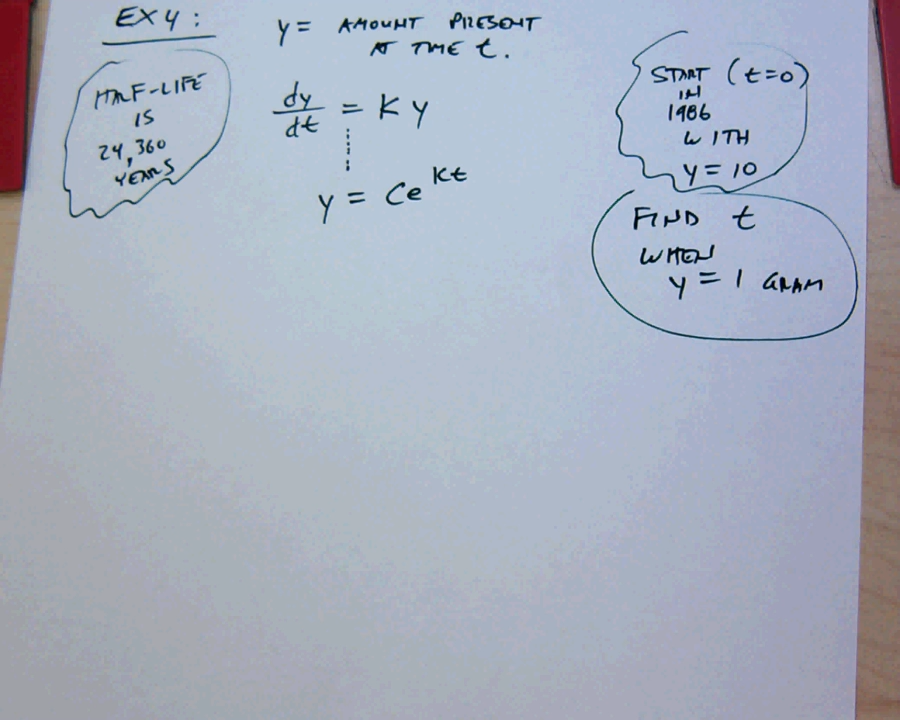 EX 4:
y = AMOUNT PRESENT
AT TIME t.
HALF-LIFE
IS
24,360
YEARS
dy/dt = Ky
y = Ce^Kt
START (t=0)
IN
1986
WITH
y = 10
FIND t
WHEN
y = 1 GRAM